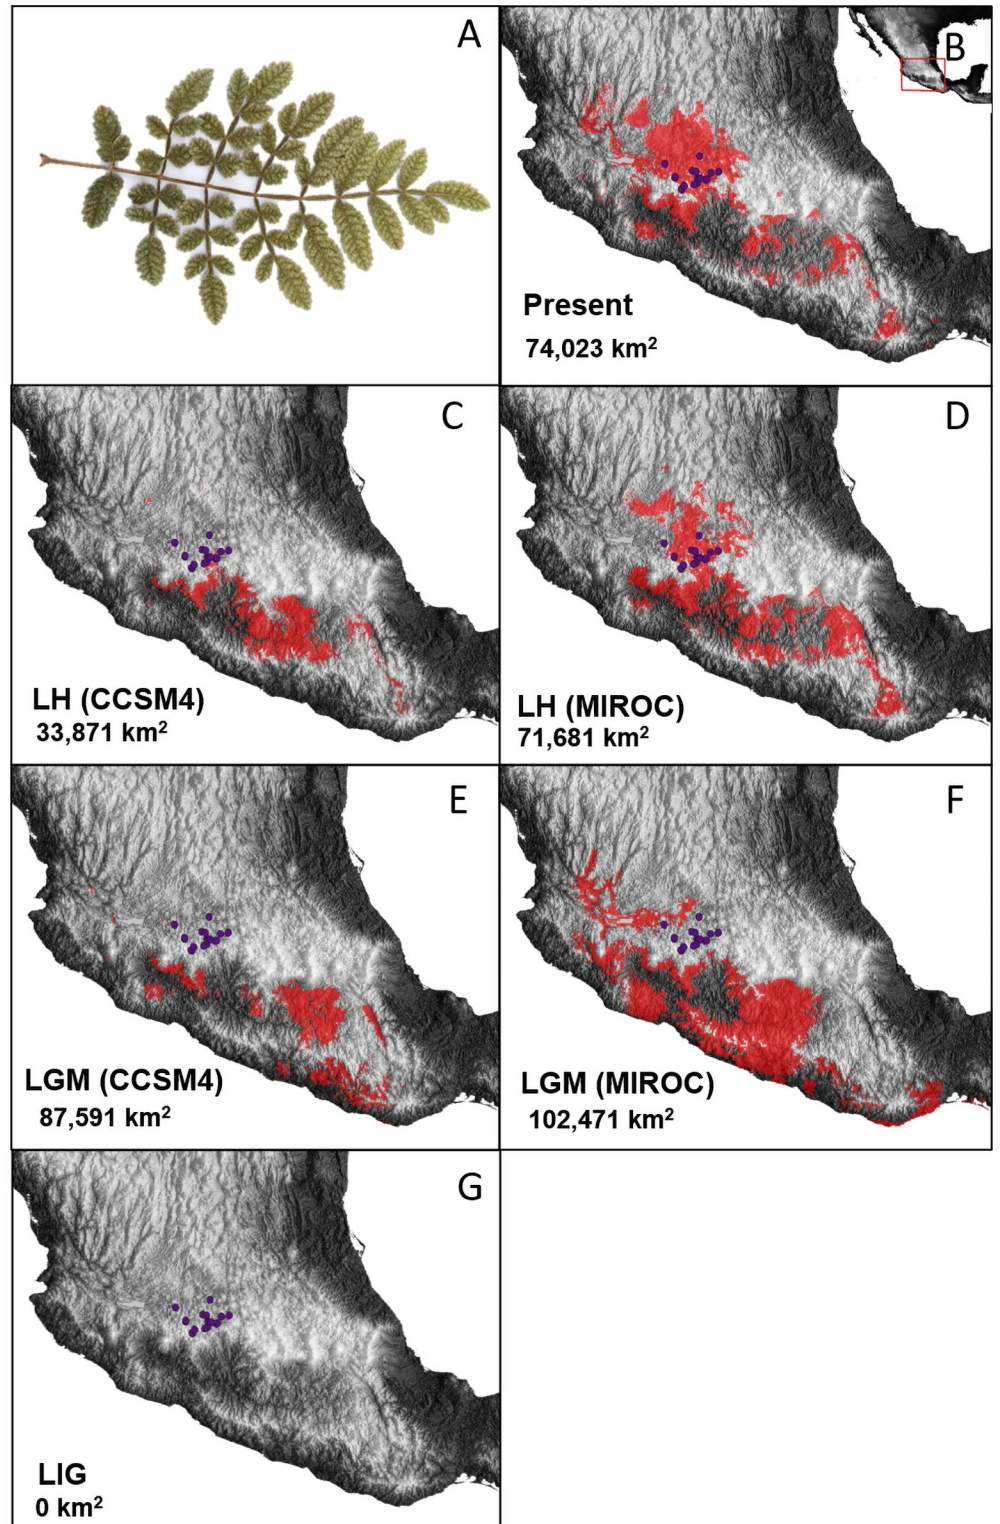 A
B
Present
74,023 km²
C
LH (CCSM4)
33,871 km²
D
LH (MIROC)
71,681 km²
E
LGM (CCSM4)
87,591 km²
F
LGM (MIROC)
102,471 km²
G
LIG
0 km²